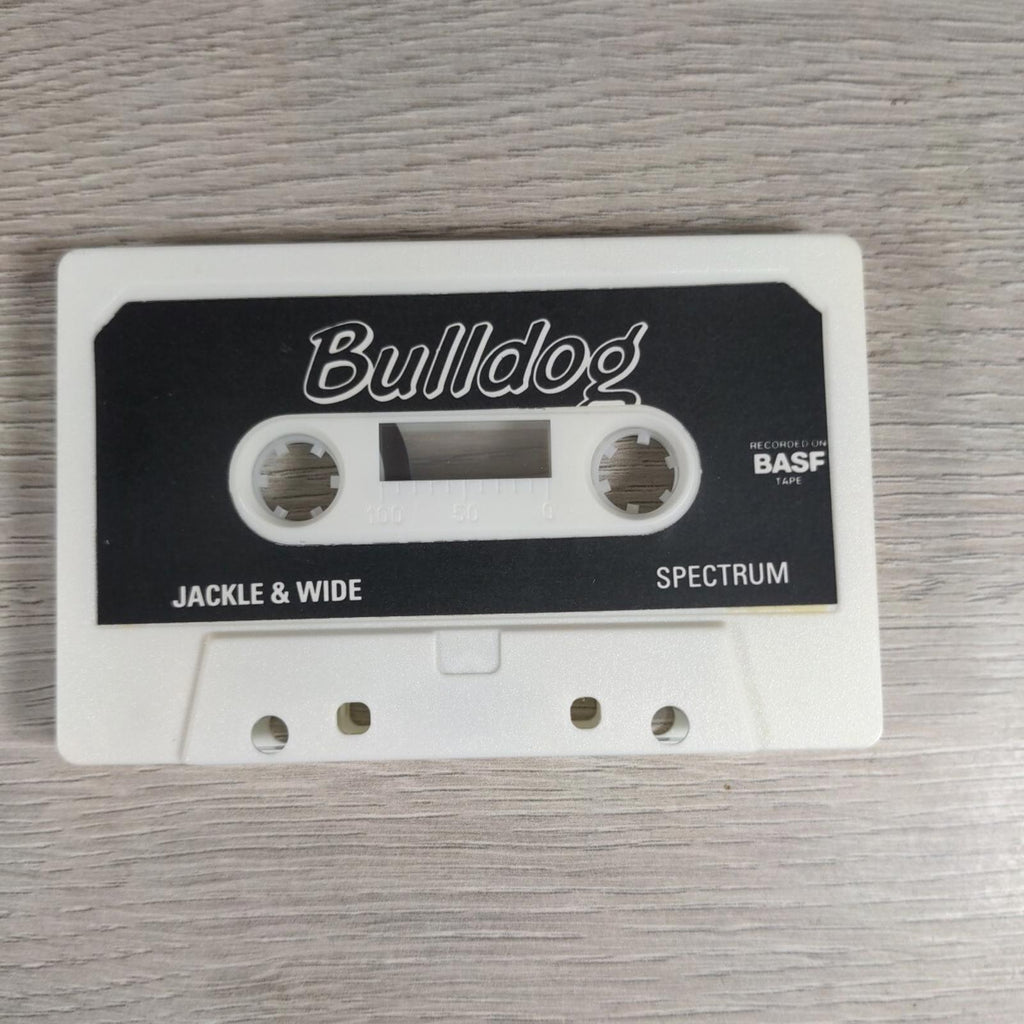 Bulldog
RECORDED ON
BASF
TAPE
100 50 0
JACKLE & WIDE
SPECTRUM